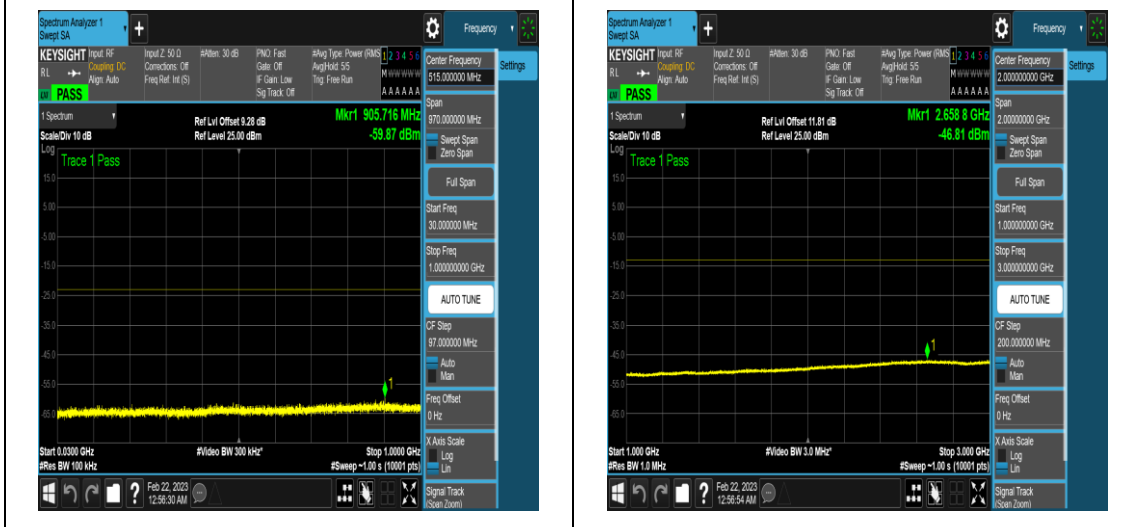 Spectrum Analyzer 1
Swept SA
+
Frequency
KEYSIGHT
Input: RF
Coupling: DC
Align: Auto
Input Z: 50 Ω
Corrections: Off
Freq Ref: Int (S)
#Atten: 30 dB
PNO: Fast
Gate: Off
IF Gain: Low
Sig Track: Off
#Avg Type: Power (RMS
Avg|Hold: 5/5
Trig: Free Run
1 2 3 4 5 6
M W W W W W
A A A A A A
R L
PASS
Center Frequency
515.000000 MHz
Settings
Span
970.000000 MHz
Swept Span
Zero Span
Full Span
Start Freq
30.000000 MHz
Stop Freq
1.000000000 GHz
AUTO TUNE
CF Step
97.000000 MHz
Auto
Man
Freq Offset
0 Hz
X Axis Scale
Log
Lin
Signal Track
(Span Zoom)
1 Spectrum
Scale/Div 10 dB
Ref Lvl Offset 9.28 dB
Ref Level 25.00 dBm
Mkr1 905.716 MHz
-59.87 dBm
Log
Trace 1 Pass
15.0
5.00
-5.00
-15.0
-25.0
-35.0
-45.0
-55.0
-65.0
1
Start 0.0300 GHz
#Res BW 100 kHz
#Video BW 300 kHz*
Stop 1.0000 GHz
#Sweep ~1.00 s (10001 pts)
?
Feb 22, 2023
12:56:30 AM
Spectrum Analyzer 1
Swept SA
+
Frequency
KEYSIGHT
Input: RF
Coupling: DC
Align: Auto
Input Z: 50 Ω
Corrections: Off
Freq Ref: Int (S)
#Atten: 30 dB
PNO: Fast
Gate: Off
IF Gain: Low
Sig Track: Off
#Avg Type: Power (RMS
Avg|Hold: 5/5
Trig: Free Run
1 2 3 4 5 6
M W W W W W
A A A A A A
R L
PASS
Center Frequency
2.000000000 GHz
Settings
Span
2.00000000 GHz
Swept Span
Zero Span
Full Span
Start Freq
1.000000000 GHz
Stop Freq
3.000000000 GHz
AUTO TUNE
CF Step
200.000000 MHz
Auto
Man
Freq Offset
0 Hz
X Axis Scale
Log
Lin
Signal Track
(Span Zoom)
1 Spectrum
Scale/Div 10 dB
Ref Lvl Offset 11.81 dB
Ref Level 25.00 dBm
Mkr1 2.658 8 GHz
-46.81 dBm
Log
Trace 1 Pass
15.0
5.00
-5.00
-15.0
-25.0
-35.0
-45.0
-55.0
-65.0
1
Start 1.000 GHz
#Res BW 1.0 MHz
#Video BW 3.0 MHz*
Stop 3.000 GHz
#Sweep ~1.00 s (10001 pts)
?
Feb 22, 2023
12:56:54 AM